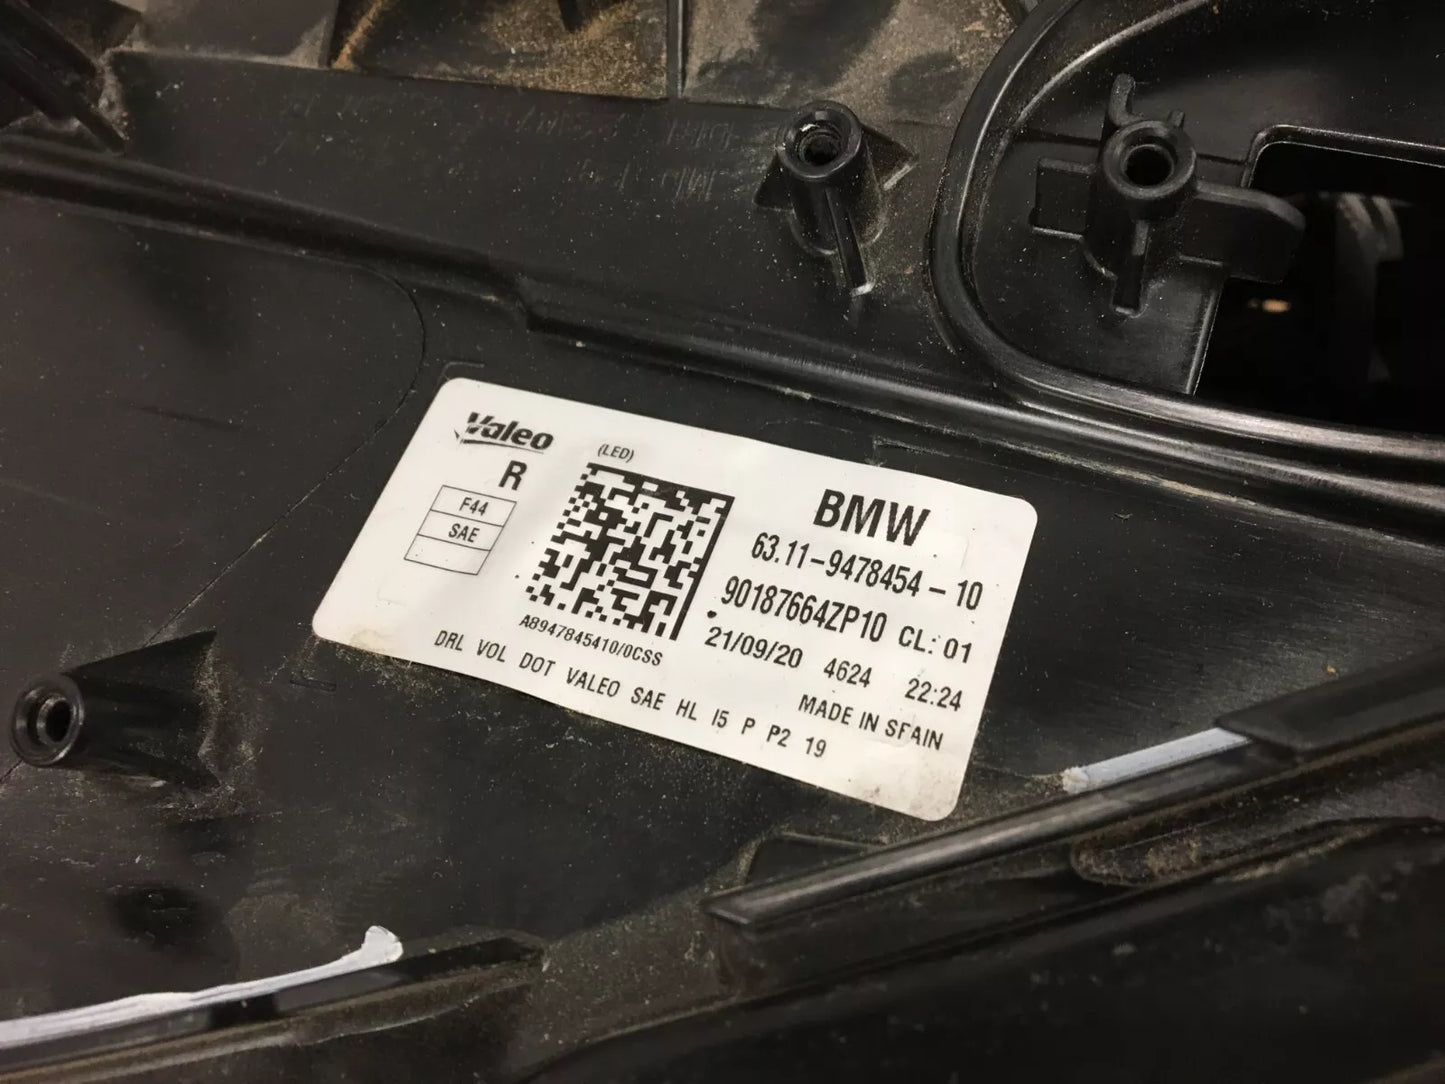 Valeo
(LED)
R
F44
SAE
AB947845410/0CSS
BMW
63.11-9478454-10
90187664ZP10 CL: 01
21/09/20 4624 22:24
MADE IN SPAIN
DRL VOL DOT VALEO SAE HL I5 P P2 19